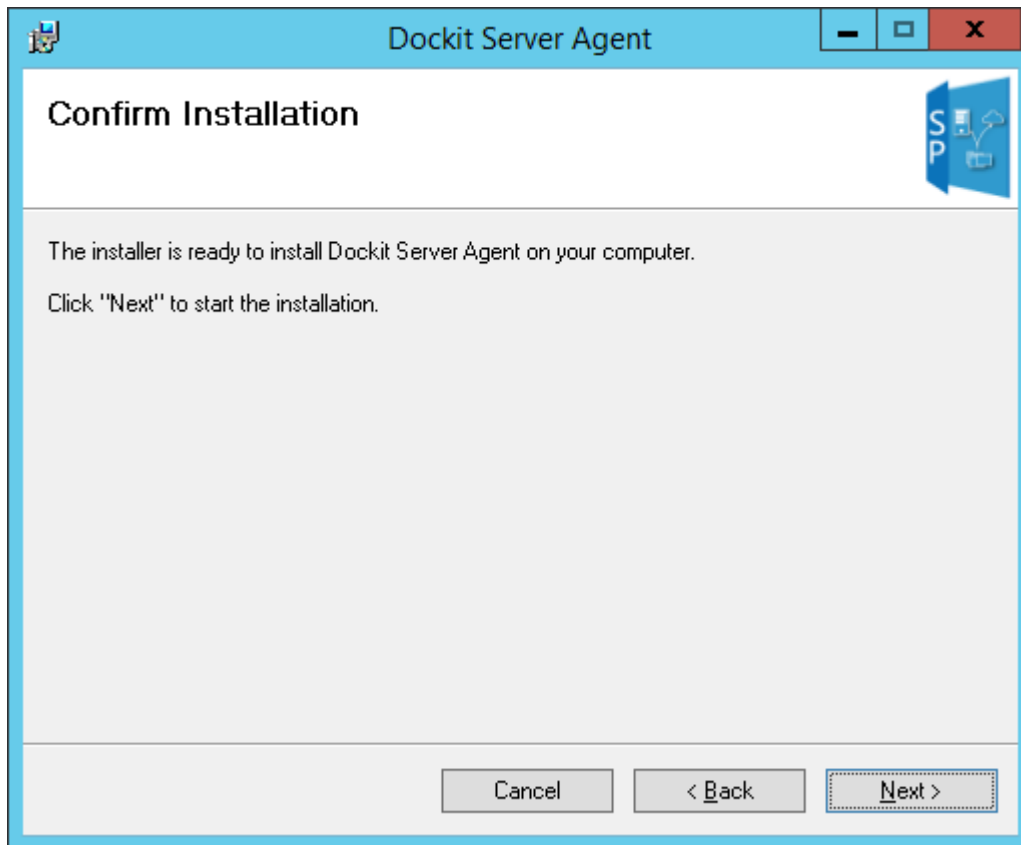 Dockit Server Agent
Confirm Installation
S
P
The installer is ready to install Dockit Server Agent on your computer.
Click "Next" to start the installation.
Cancel
< Back
Next >